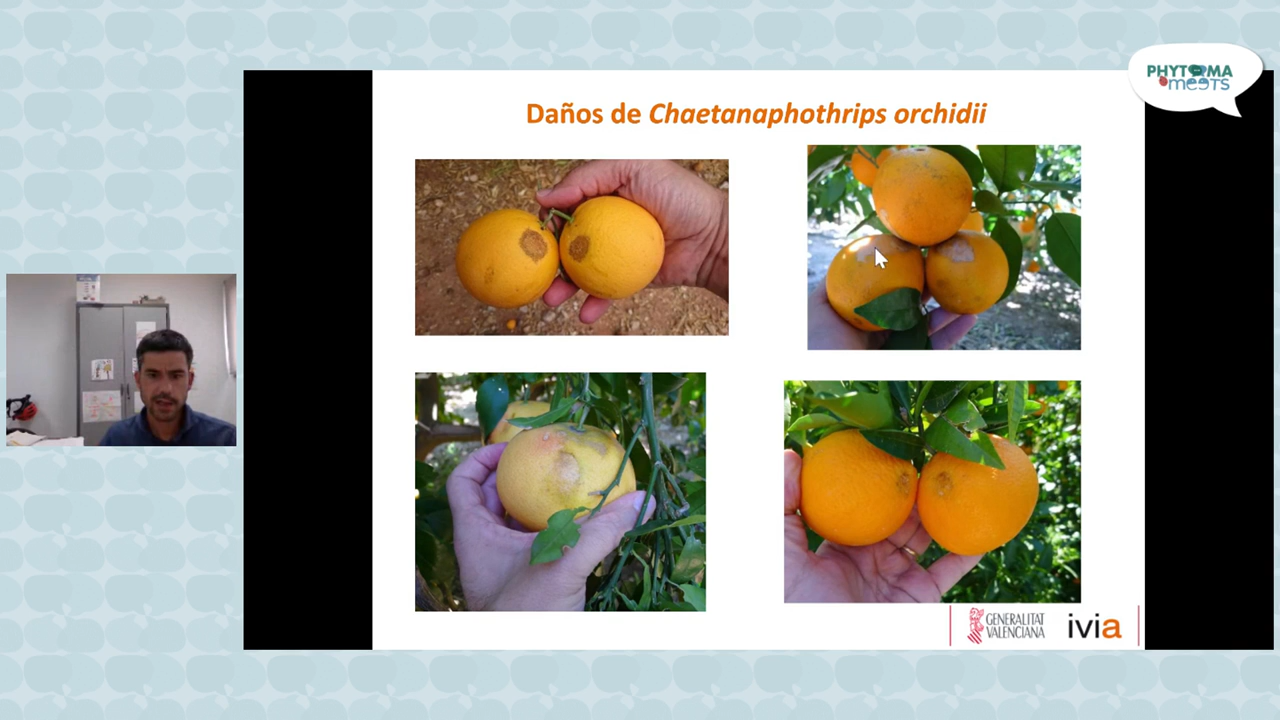 PHYTOMA
meets
Daños de Chaetanaphothrips orchidii
GENERALITAT
VALENCIANA
ivia